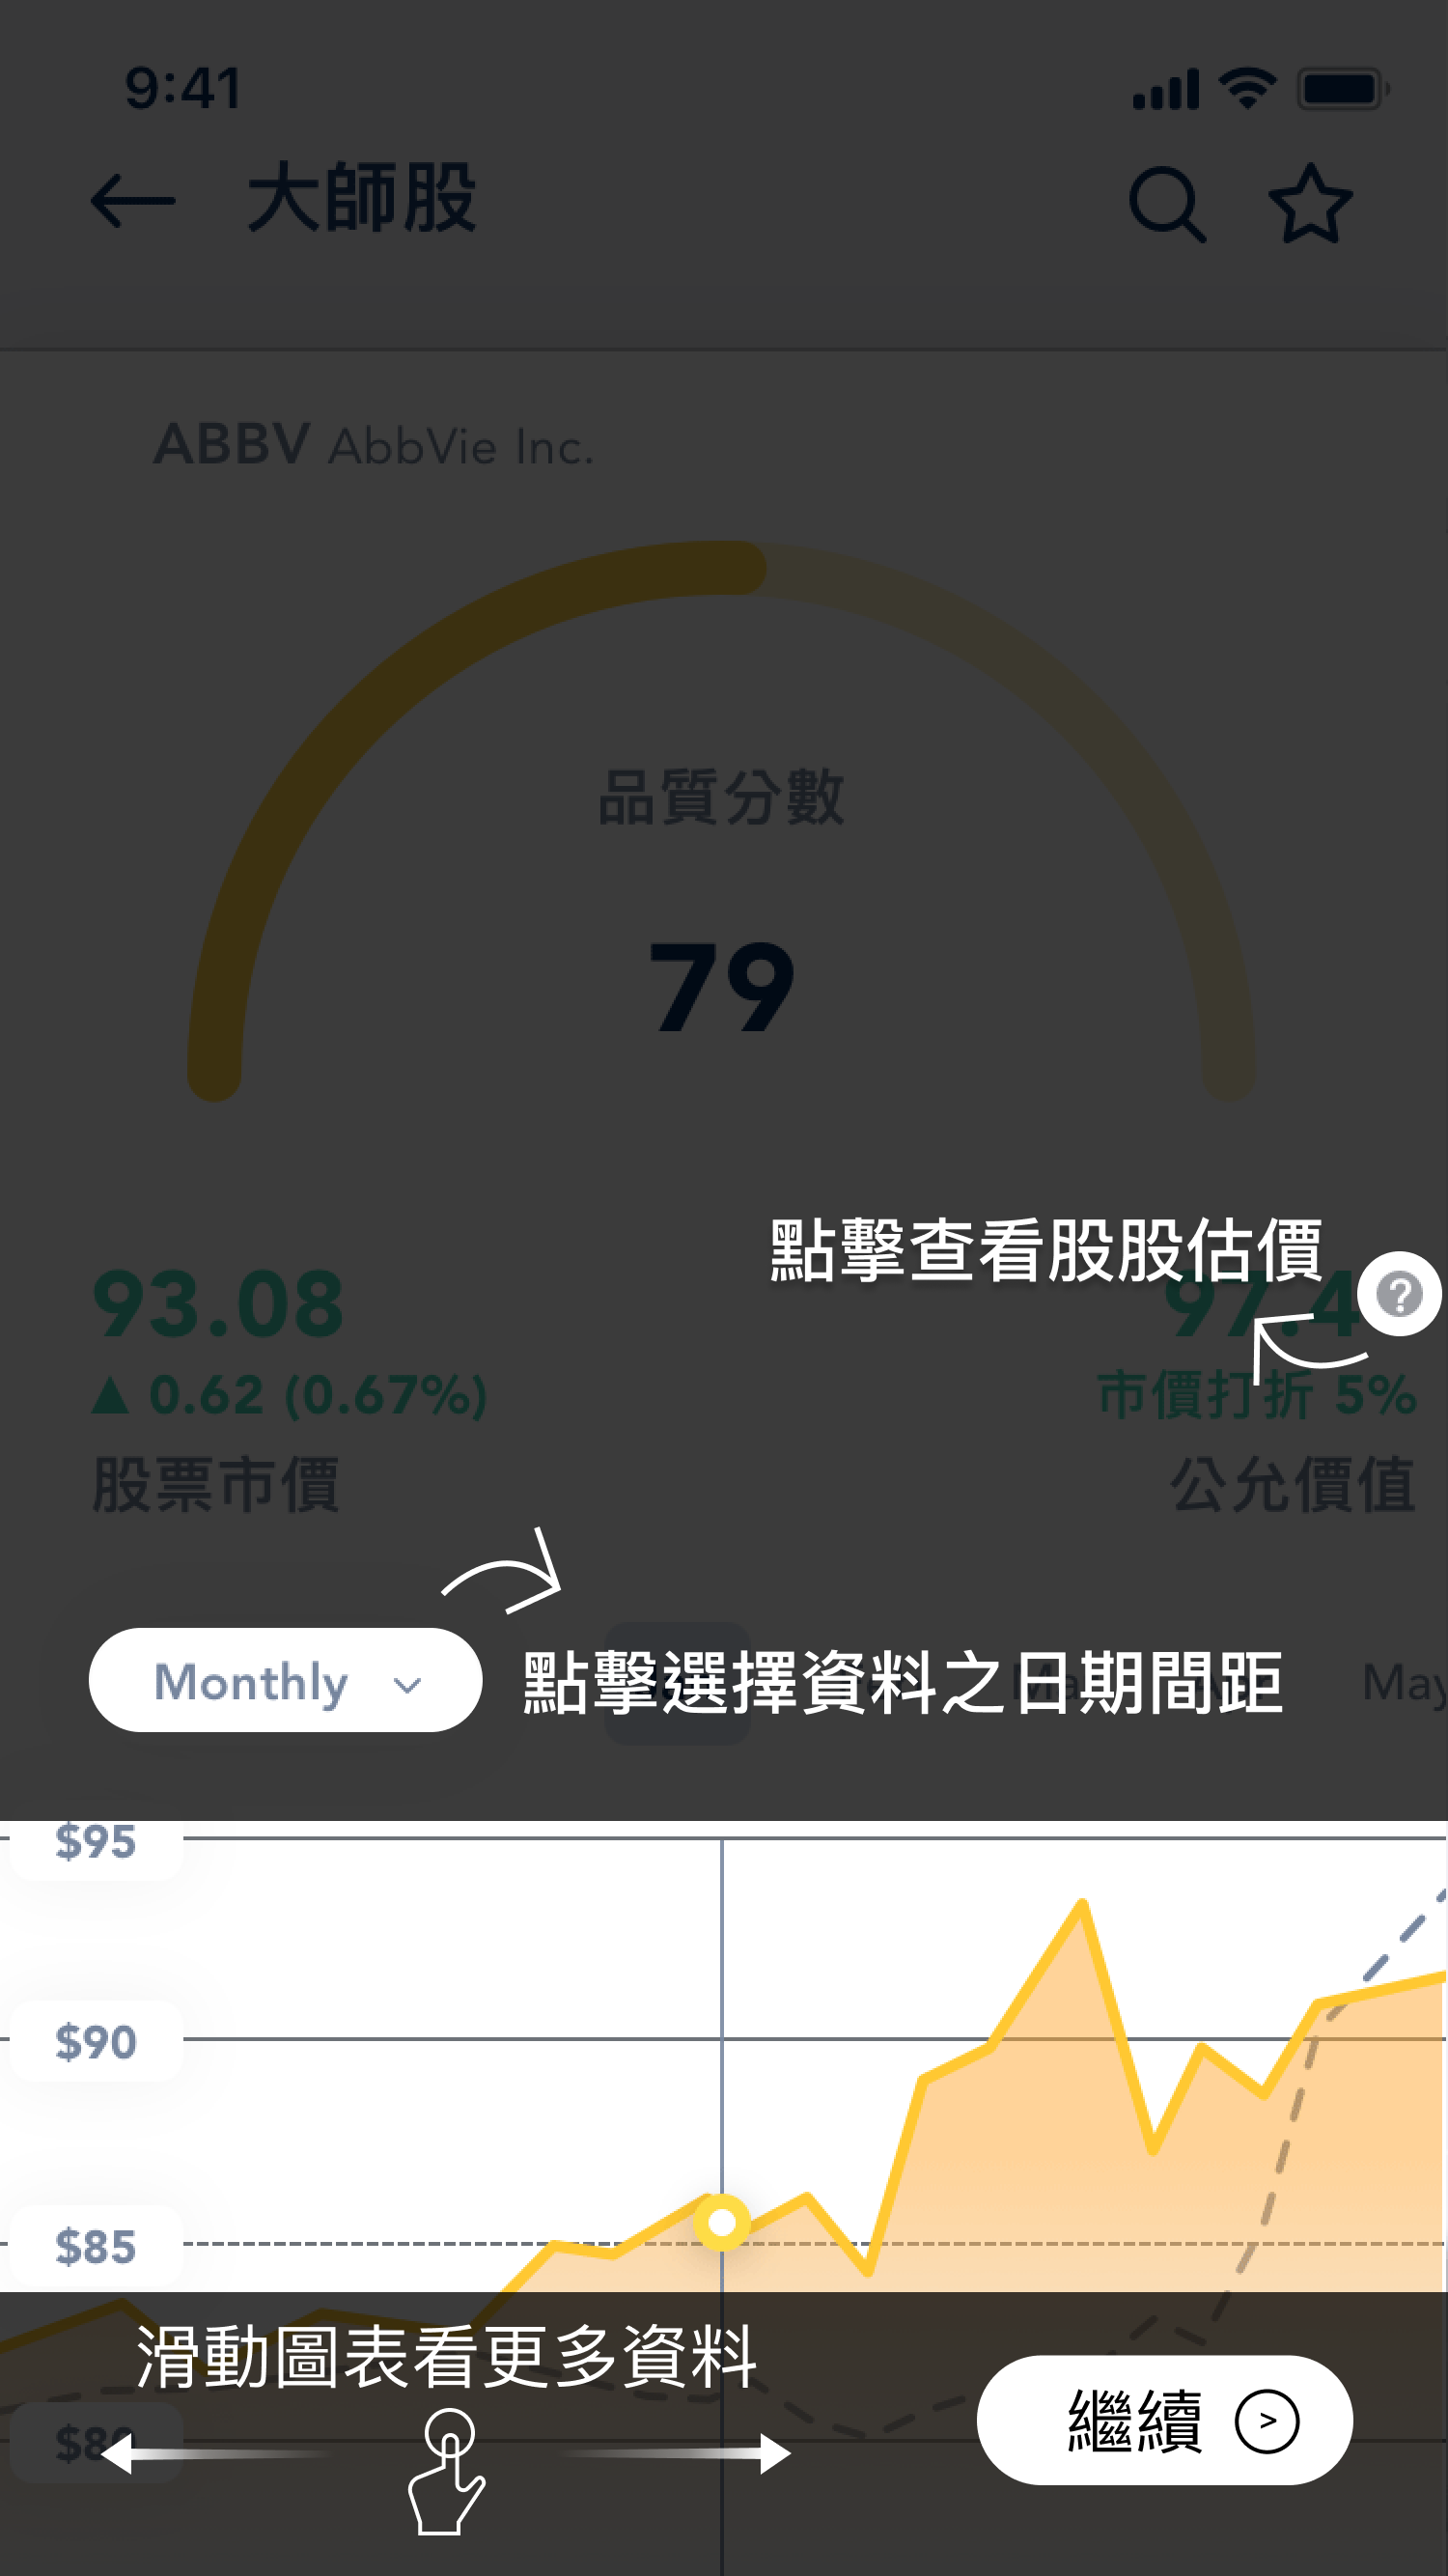 9:41
大師股
ABBV AbbVie Inc.
品質分數
79
點擊查看股股估價
93.08
97.4
?
▲ 0.62 (0.67%)
市價打折 5%
股票市價
公允價值
Monthly
點擊選擇資料之日期間距
May
$95
$90
$85
滑動圖表看更多資料
繼續 >